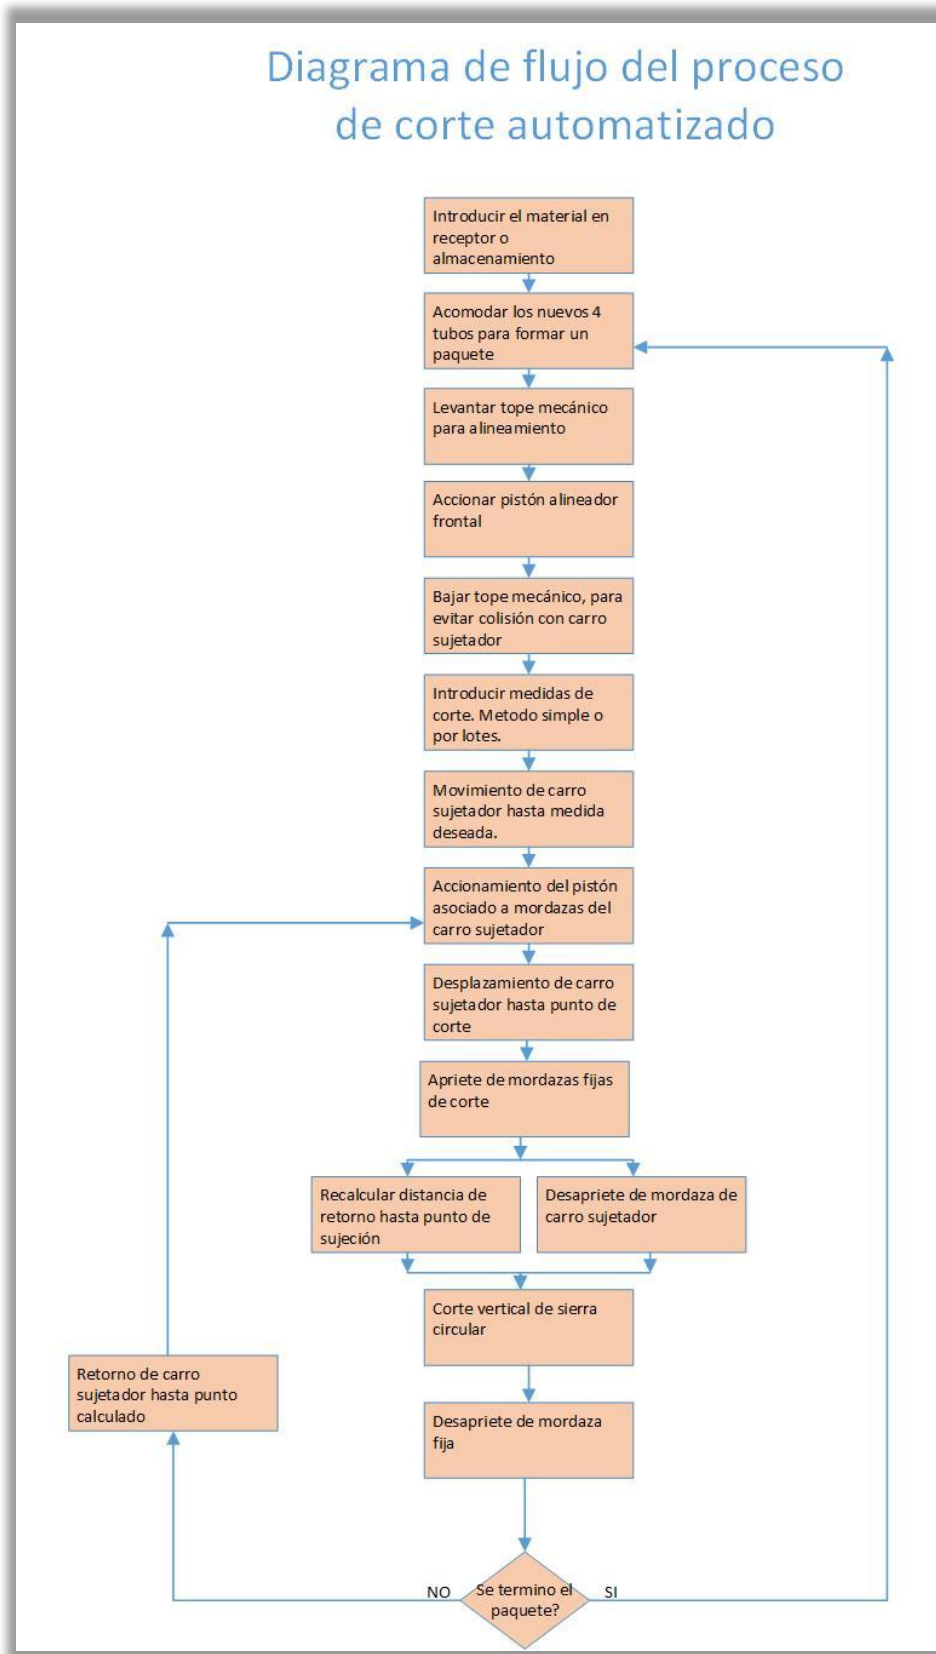 Diagrama de flujo del proceso
de corte automatizado
Introducir el material en
receptor o
almacenamiento
Acomodar los nuevos 4
tubos para formar un
paquete
Levantar tope mecánico
para alineamiento
Accionar pistón alineador
frontal
Bajar tope mecánico, para
evitar colisión con carro
sujetador
Introducir medidas de
corte. Metodo simple o
por lotes.
Movimiento de carro
sujetador hasta medida
deseada.
Accionamiento del pistón
asociado a mordazas del
carro sujetador
Desplazamiento de carro
sujetador hasta punto de
corte
Apriete de mordazas fijas
de corte
Recalcular distancia de
retorno hasta punto de
sujeción
Desapriete de mordaza de
carro sujetador
Corte vertical de sierra
circular
Retorno de carro
sujetador hasta punto
calculado
Desapriete de mordaza
fija
NO
Se termino el
paquete?
SI